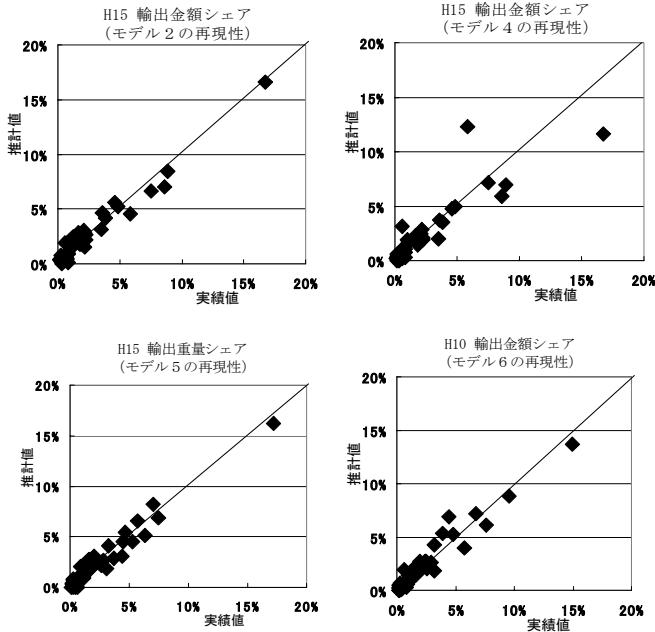 H15 輸出金額シェア
(モデル2の再現性)
20%
15%
10%
5%
0%
推計値
0%
5%
10%
15%
20%
実績値
H15 輸出金額シェア
(モデル4の再現性)
20%
15%
10%
5%
0%
推計値
0%
5%
10%
15%
20%
実績値
H15 輸出重量シェア
(モデル5の再現性)
20%
15%
10%
5%
0%
推計値
0%
5%
10%
15%
20%
実績値
H10 輸出金額シェア
(モデル6の再現性)
20%
15%
10%
5%
0%
推計値
0%
5%
10%
15%
20%
実績値